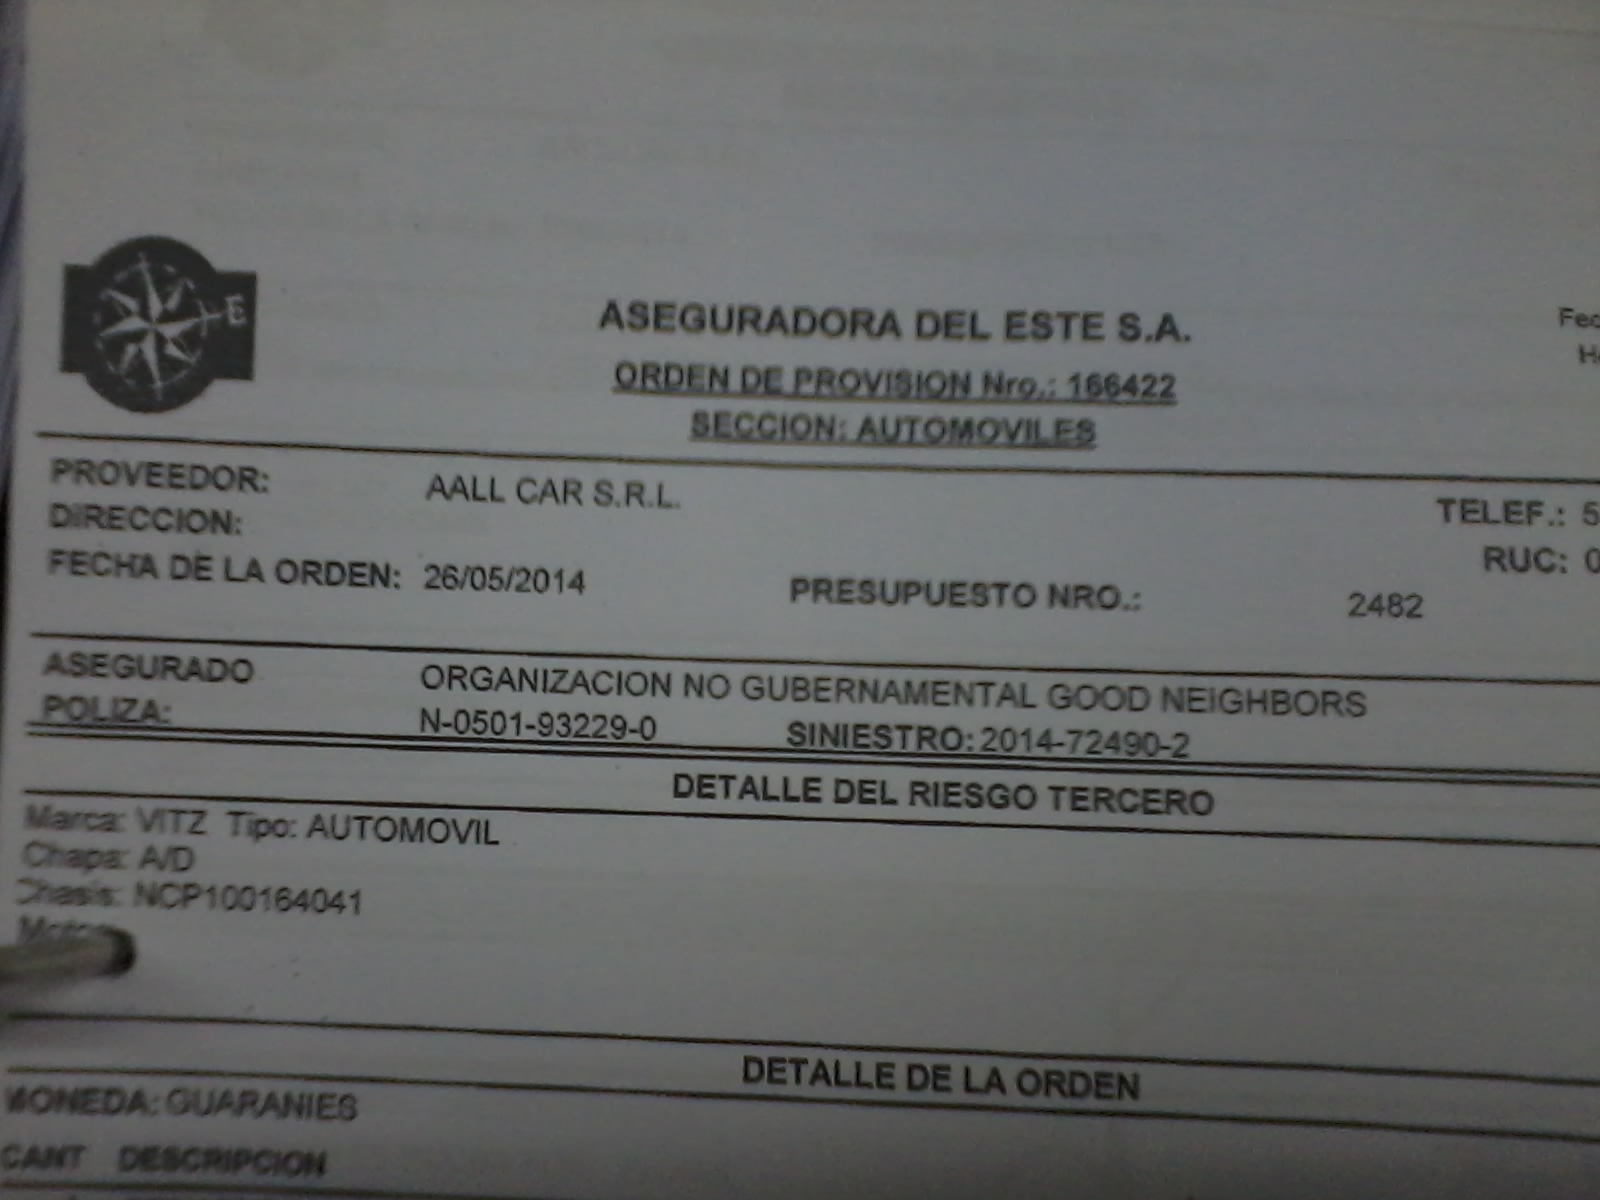 ASEGURADORA DEL ESTE S.A.
ORDEN DE PROVISION Nro.: 166422
SECCION: AUTOMOVILES
PROVEEDOR: AALL CAR S.R.L. TELEF.: 5
DIRECCION: RUC: 0
FECHA DE LA ORDEN: 26/05/2014 PRESUPUESTO NRO.: 2482
ASEGURADO ORGANIZACION NO GUBERNAMENTAL GOOD NEIGHBORS
POLIZA: N-0501-93229-0 SINIESTRO: 2014-72490-2
DETALLE DEL RIESGO TERCERO
Marca: VITZ Tipo: AUTOMOVIL
Chapa: A/D
Chasis: NCP100164041
DETALLE DE LA ORDEN
MONEDA: GUARANIES
CANT DESCRIPCION